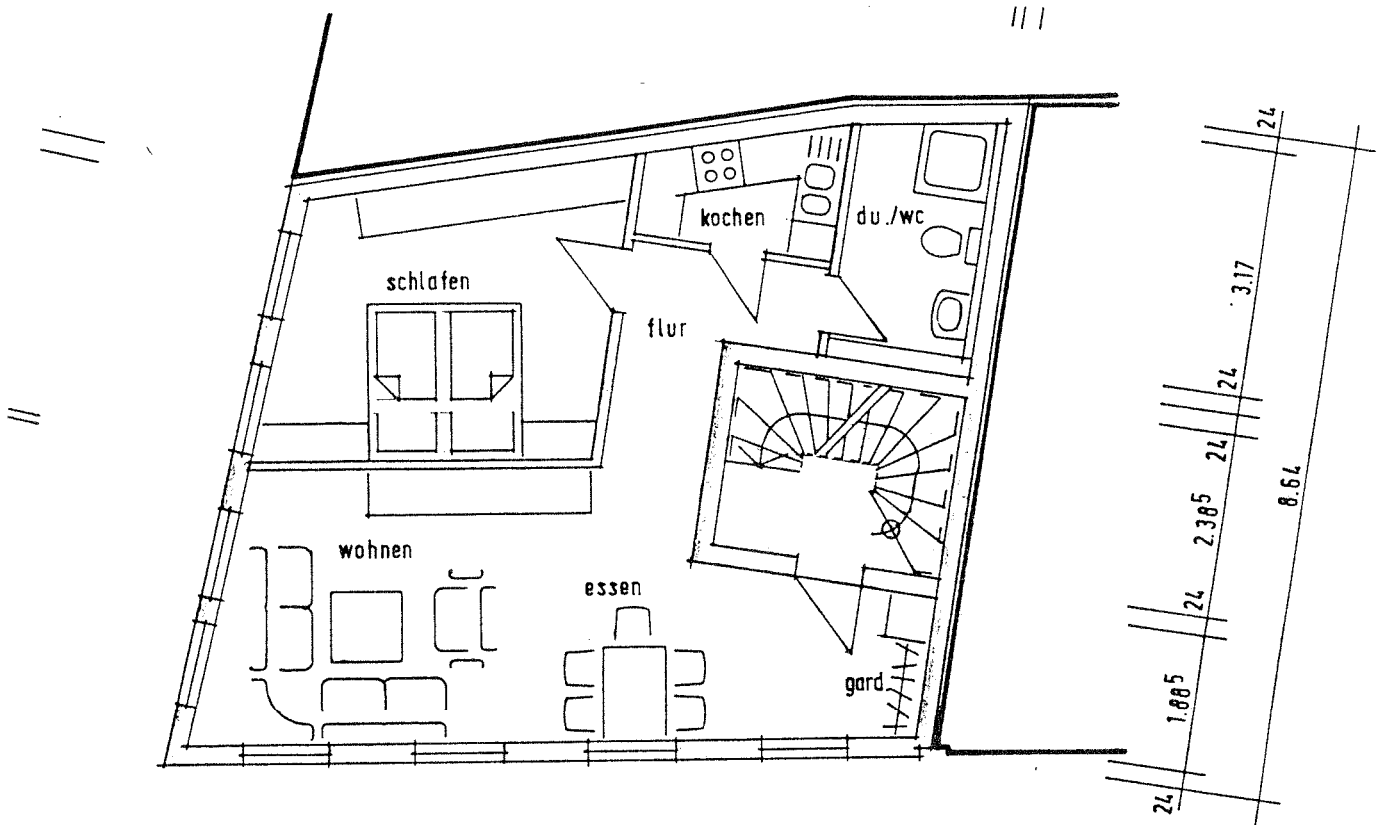 kochen
du./wc
schlafen
flur
wohnen
essen
gard.
24
3.17
24
24
2.38⁵
24
1.88⁵
24
8.64